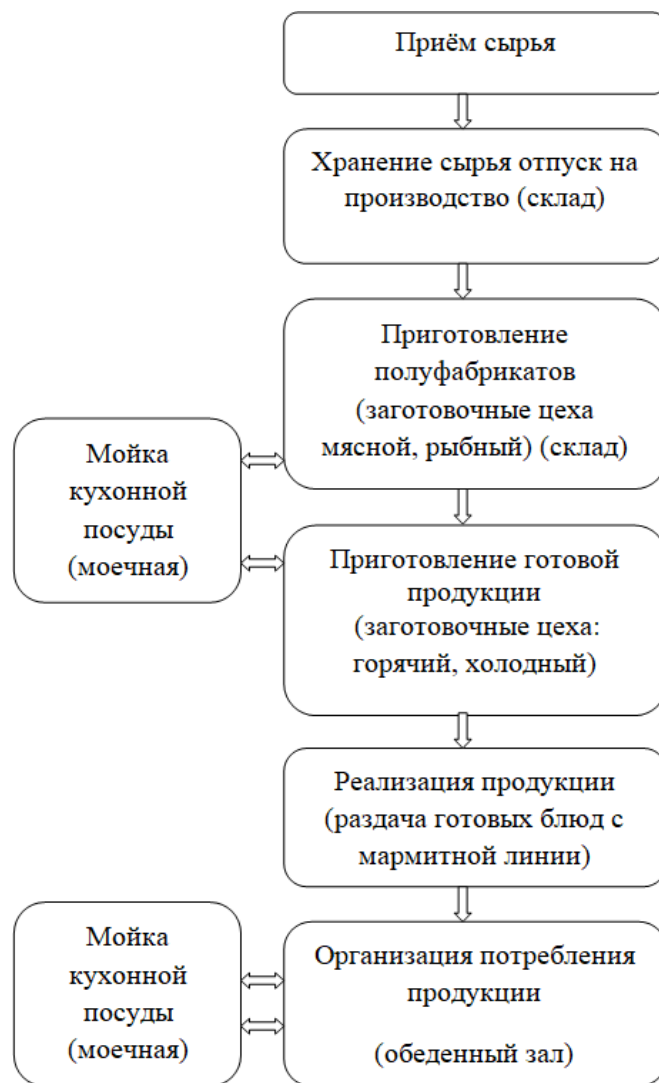 Приём сырья
Хранение сырья отпуск на
производство (склад)
Приготовление
полуфабрикатов
(заготовочные цеха
мясной, рыбный) (склад)
Мойка
кухонной
посуды
(моечная)
Приготовление готовой
продукции
(заготовочные цеха:
горячий, холодный)
Реализация продукции
(раздача готовых блюд с
мармитной линии)
Мойка
кухонной
посуды
(моечная)
Организация потребления
продукции
(обеденный зал)